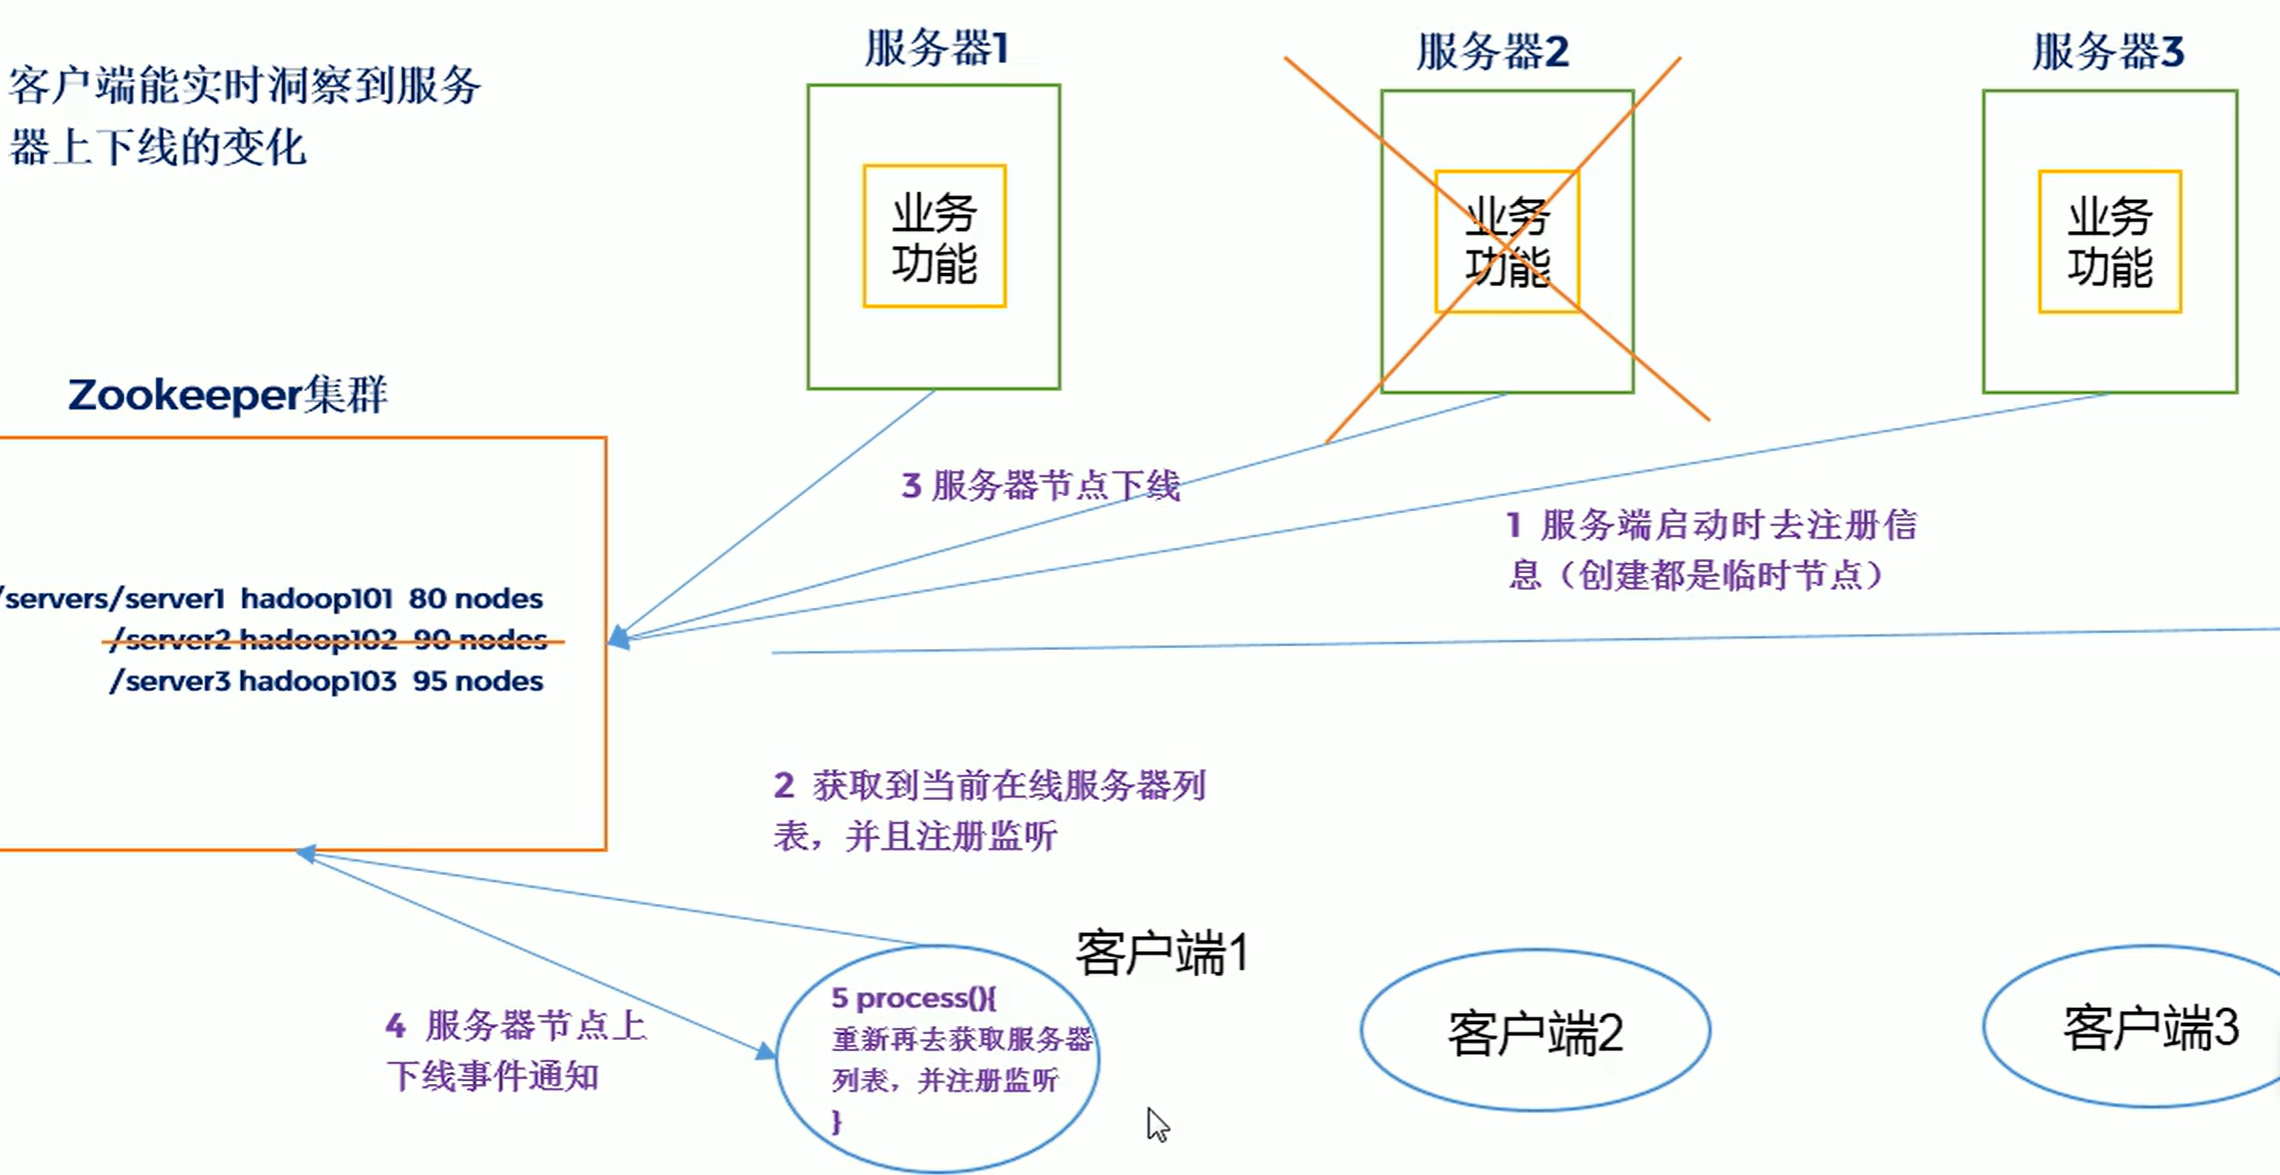 客户端能实时洞察到服务
器上下线的变化
服务器1
服务器2
服务器3
业务
功能
业务
功能
业务
功能
Zookeeper集群
/servers/server1 hadoop101 80 nodes
/server2 hadoop102 90 nodes
/server3 hadoop103 95 nodes
3 服务器节点下线
1 服务端启动时去注册信
息（创建都是临时节点）
2 获取到当前在线服务器列
表，并且注册监听
4 服务器节点上
下线事件通知
客户端1
5 process(){
重新再去获取服务器
列表，并注册监听
}
客户端2
客户端3